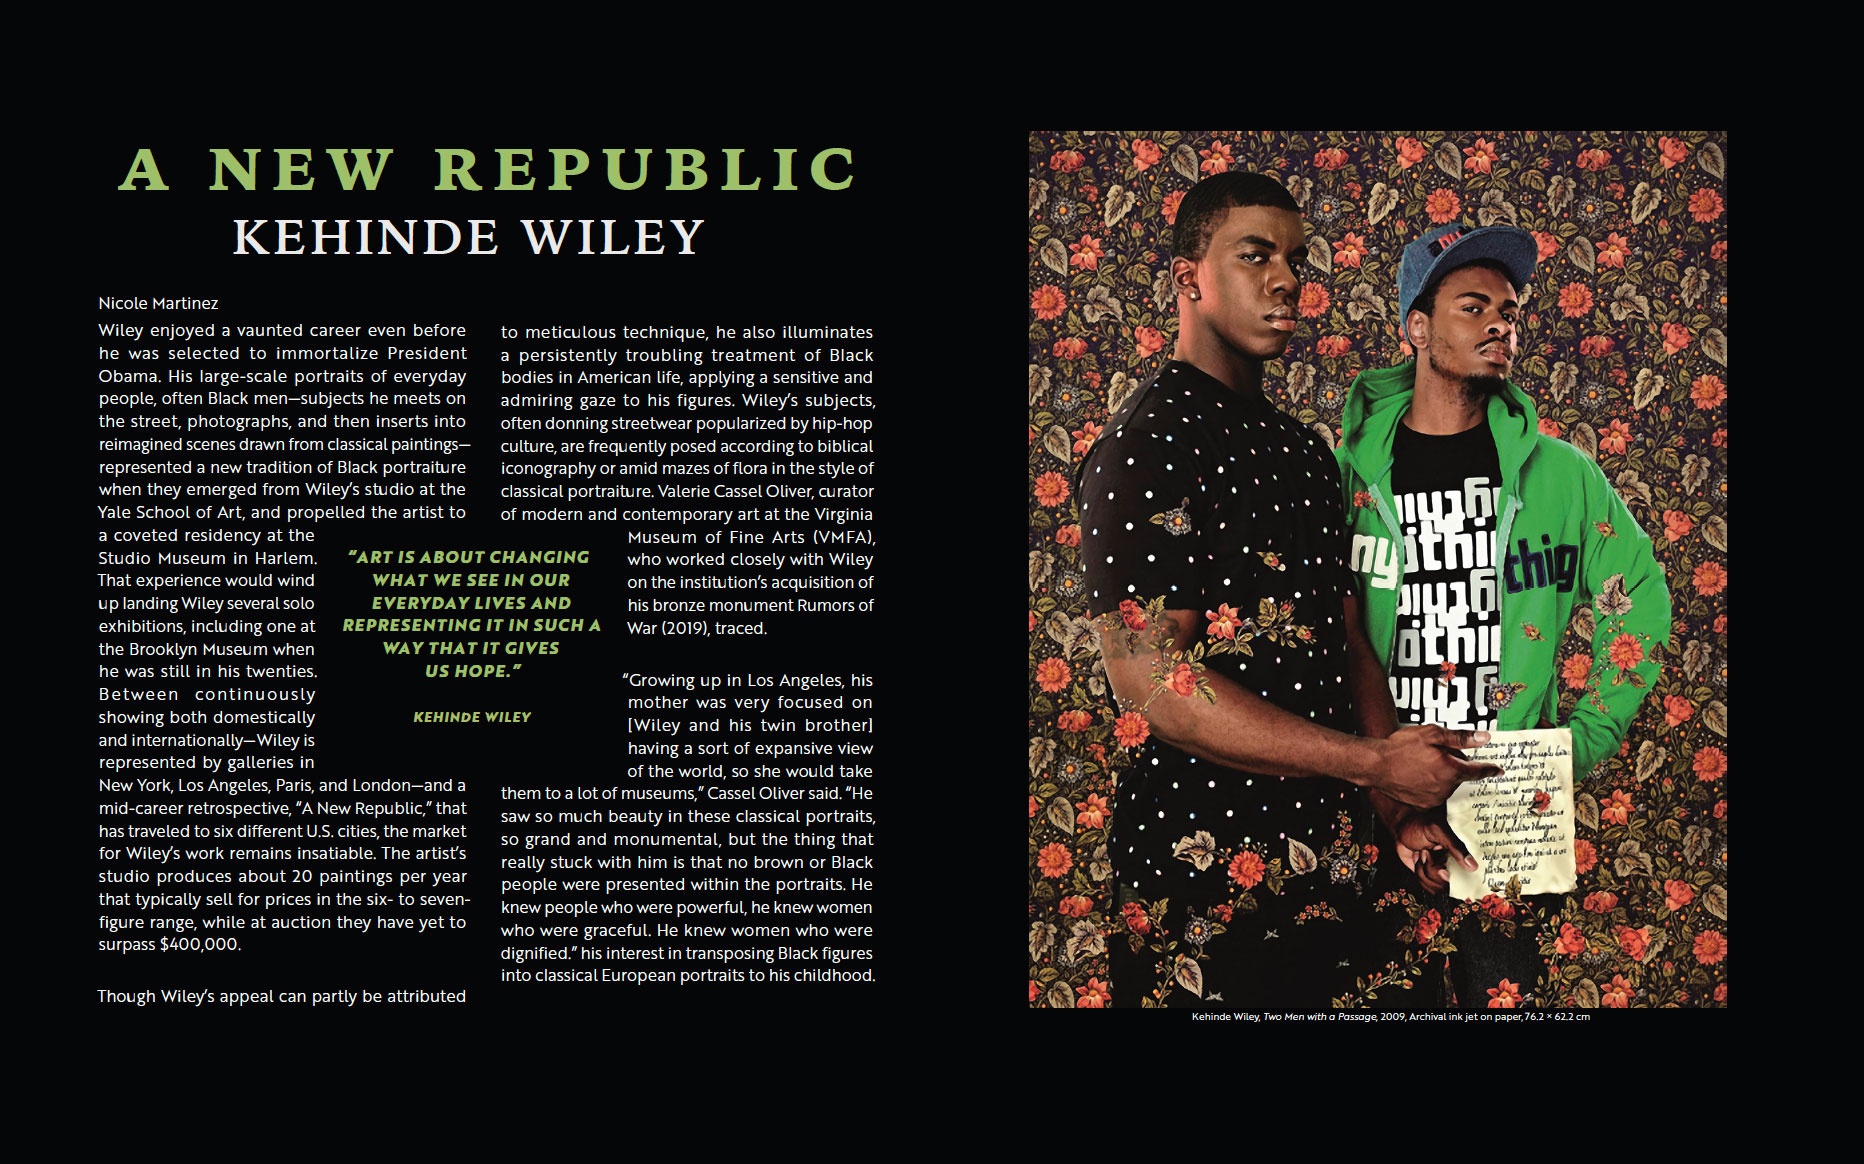 A NEW REPUBLIC
KEHINDE WILEY
Nicole Martinez
Wiley enjoyed a vaunted career even before
he was selected to immortalize President
Obama. His large-scale portraits of everyday
people, often Black men—subjects he meets on
the street, photographs, and then inserts into
reimagined scenes drawn from classical paintings—
represented a new tradition of Black portraiture
when they emerged from Wiley's studio at the
Yale School of Art, and propelled the artist to
a coveted residency at the
Studio Museum in Harlem.
That experience would wind
up landing Wiley several solo
exhibitions, including one at
the Brooklyn Museum when
he was still in his twenties.
Between continuously
showing both domestically
and internationally—Wiley is
represented by galleries in
New York, Los Angeles, Paris, and London—and a
mid-career retrospective, “A New Republic,” that
has traveled to six different U.S. cities, the market
for Wiley's work remains insatiable. The artist's
studio produces about 20 paintings per year
that typically sell for prices in the six- to seven-
figure range, while at auction they have yet to
surpass $400,000.
Though Wiley's appeal can partly be attributed
“ART IS ABOUT CHANGING
WHAT WE SEE IN OUR
EVERYDAY LIVES AND
REPRESENTING IT IN SUCH A
WAY THAT IT GIVES
US HOPE.”
KEHINDE WILEY
to meticulous technique, he also illuminates
a persistently troubling treatment of Black
bodies in American life, applying a sensitive and
admiring gaze to his figures. Wiley's subjects,
often donning streetwear popularized by hip-hop
culture, are frequently posed according to biblical
iconography or amid mazes of flora in the style of
classical portraiture. Valerie Cassel Oliver, curator
of modern and contemporary art at the Virginia
Museum of Fine Arts (VMFA),
who worked closely with Wiley
on the institution's acquisition of
his bronze monument Rumors of
War (2019), traced.
“Growing up in Los Angeles, his
mother was very focused on
[Wiley and his twin brother]
having a sort of expansive view
of the world, so she would take
them to a lot of museums,” Cassel Oliver said. “He
saw so much beauty in these classical portraits,
so grand and monumental, but the thing that
really stuck with him is that no brown or Black
people were presented within the portraits. He
knew people who were powerful, he knew women
who were graceful. He knew women who were
dignified.” his interest in transposing Black figures
into classical European portraits to his childhood.
ny
thig
Kehinde Wiley, Two Men with a Passage, 2009, Archival ink jet on paper, 76.2 × 62.2 cm